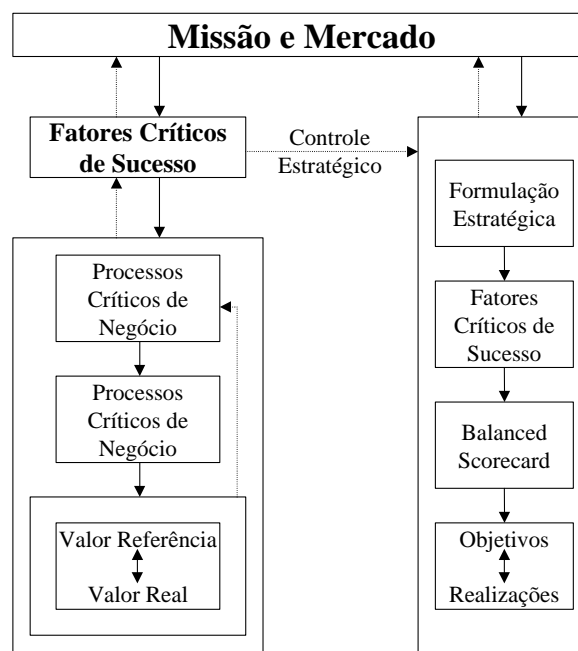 Missão e Mercado
Fatores Críticos
de Sucesso
Controle
Estratégico
Processos
Críticos de
Negócio
Processos
Críticos de
Negócio
Valor Referência
Valor Real
Formulação
Estratégica
Fatores
Críticos de
Sucesso
Balanced
Scorecard
Objetivos
Realizações